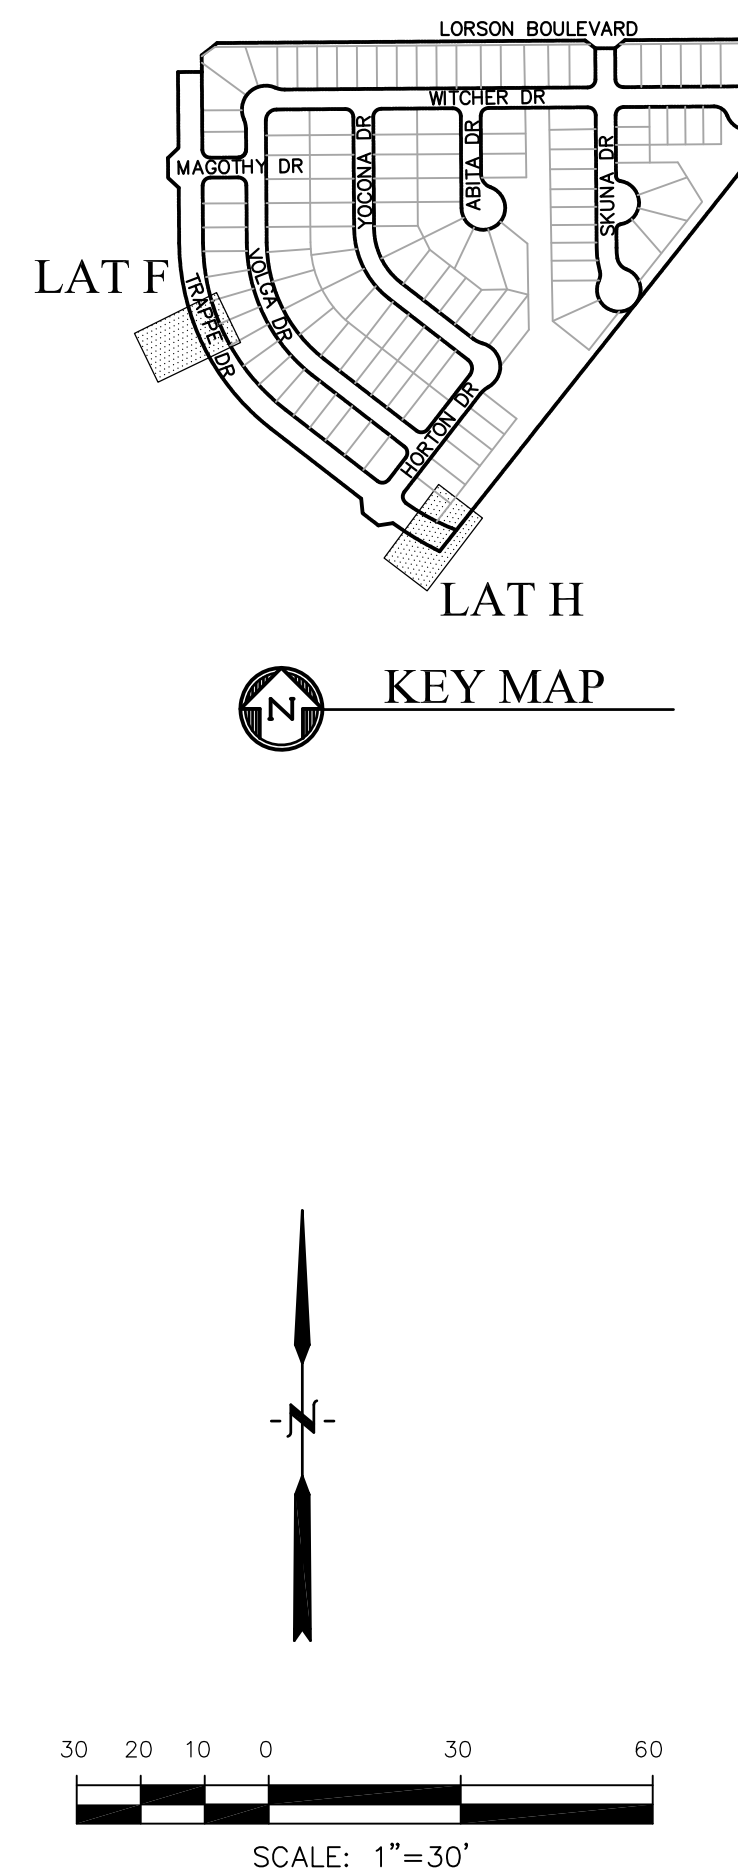 LORSON BOULEVARD
WITCHER DR
YOCONA DR
ABITA DR
SKUNA DR
MAGOTHY DR
LAT F
TRAPPE DR
VOLGA DR
HORTON DR
LAT H
N
KEY MAP
-N-
30 20 10 0 30 60
SCALE: 1"=30'